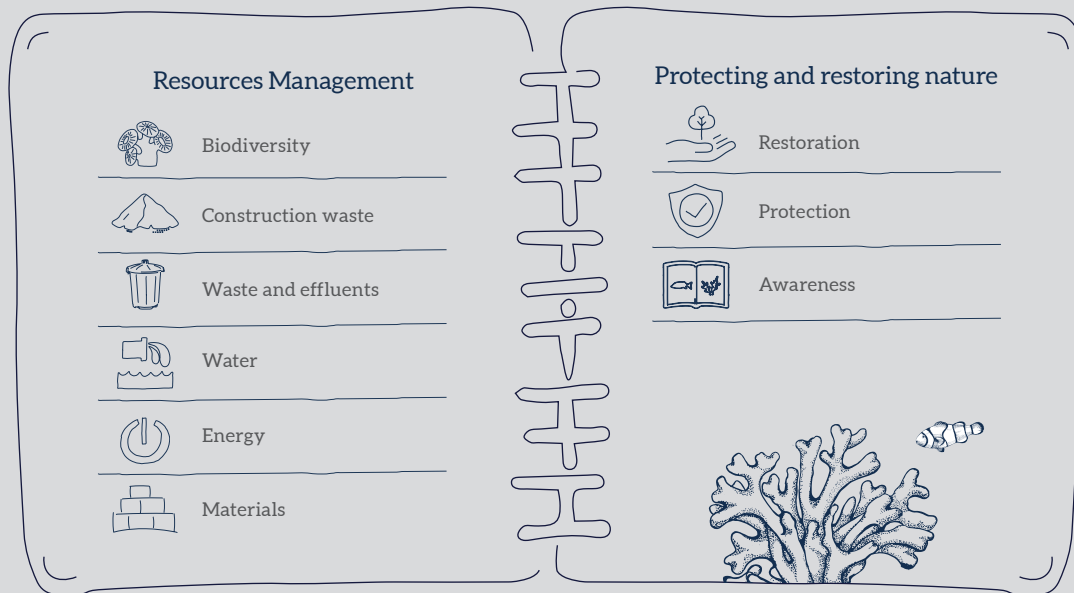 Resources Management
Biodiversity
Construction waste
Waste and effluents
Water
Energy
Materials
Protecting and restoring nature
Restoration
Protection
Awareness